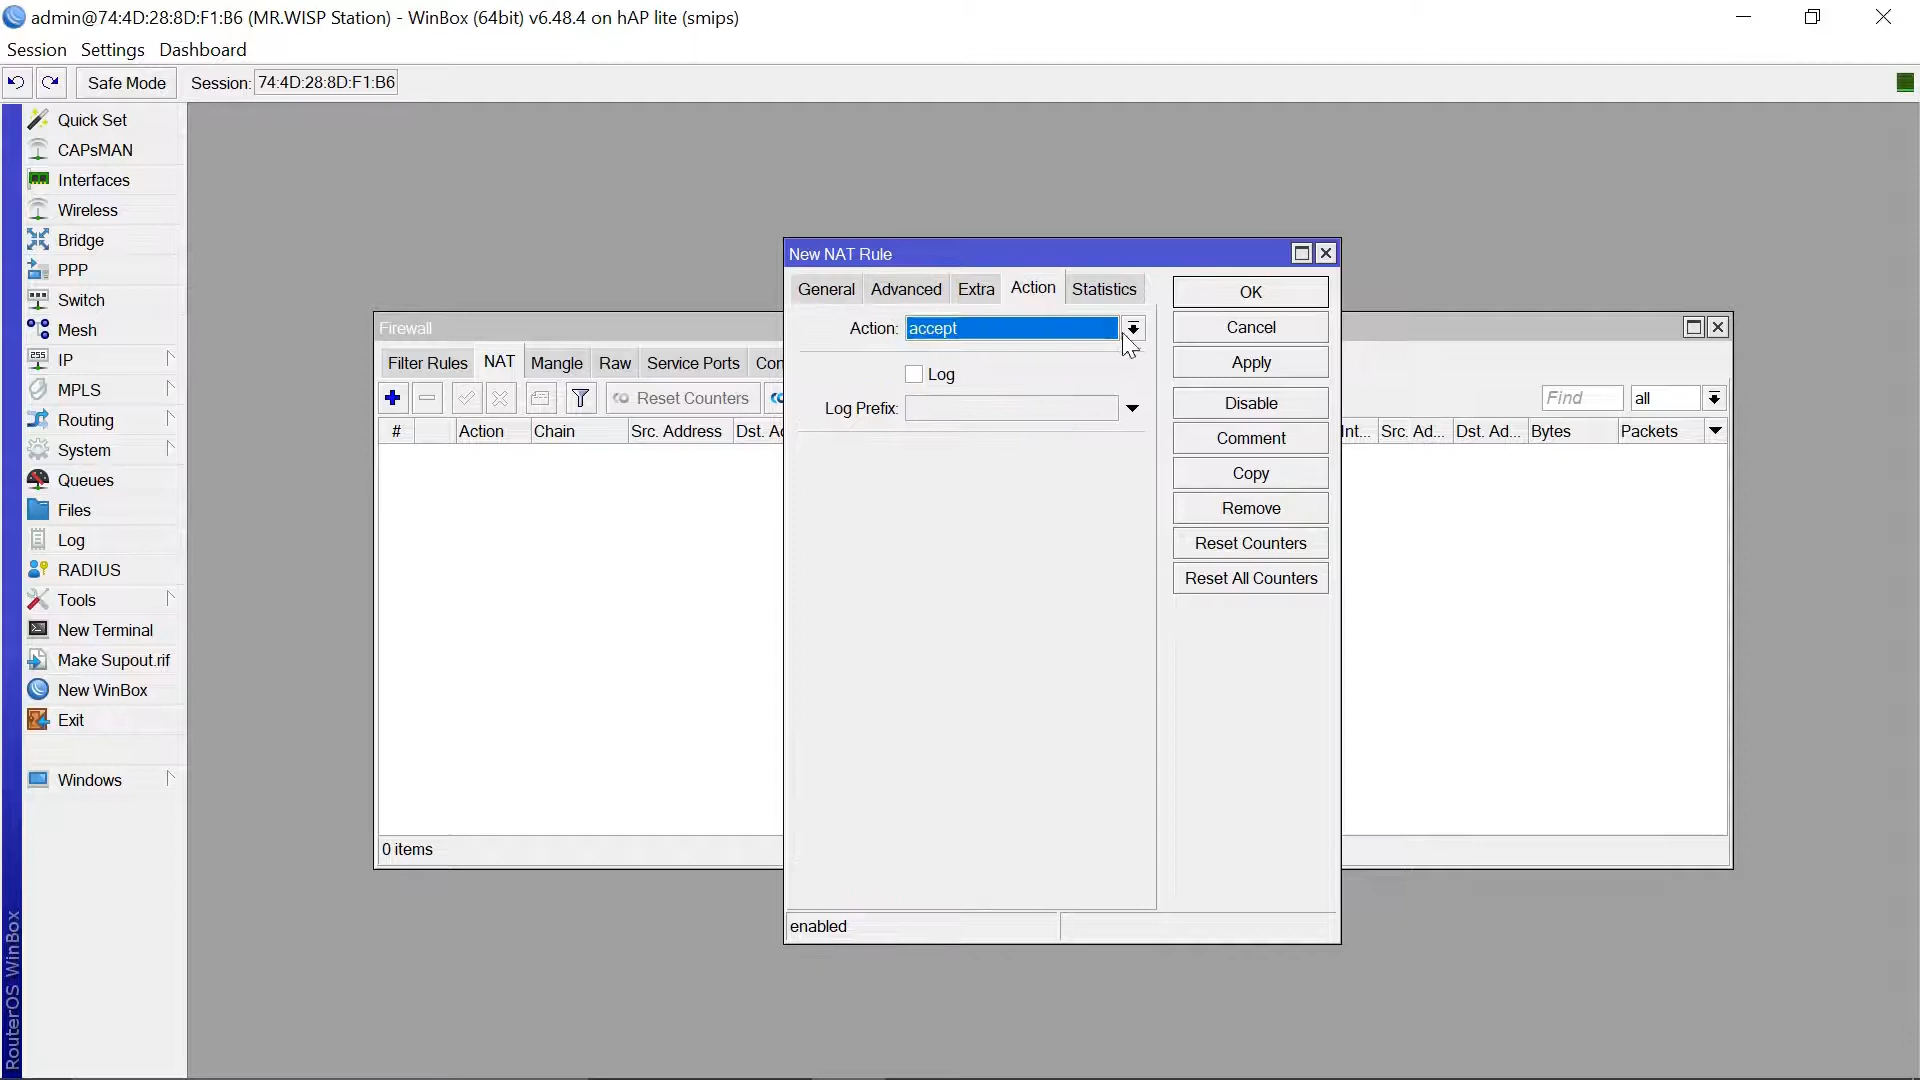 admin@74:4D:28:8D:F1:B6 (MR.WISP Station) - WinBox (64bit) v6.48.4 on hAP lite (smips)
Session Settings Dashboard
Safe Mode Session: 74:4D:28:8D:F1:B6
Quick Set
CAPsMAN
Interfaces
Wireless
Bridge
PPP
Switch
Mesh
255 IP
MPLS
Routing
System
Queues
Files
Log
RADIUS
Tools
New Terminal
Make Supout.rif
New WinBox
Exit
Windows
RouterOS WinBox
Firewall
Filter Rules NAT Mangle Raw Service Ports Con
Reset Counters
Find all
# Action Chain Src. Address Dst. Ad Int... Src. Ad... Dst. Ad... Bytes Packets
0 items
New NAT Rule
General Advanced Extra Action Statistics
Action: accept
Log
Log Prefix:
enabled
OK
Cancel
Apply
Disable
Comment
Copy
Remove
Reset Counters
Reset All Counters